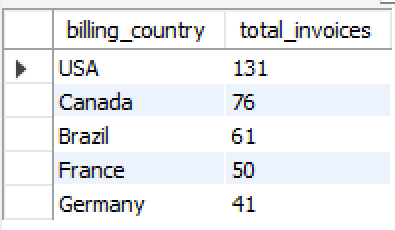 billing_country total_invoices
USA 131
Canada 76
Brazil 61
France 50
Germany 41